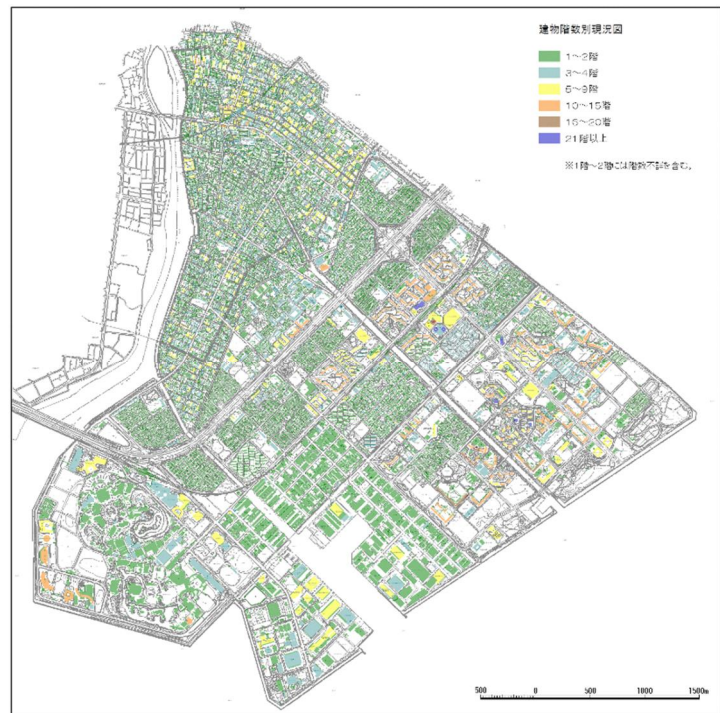 建物階数別現況図
1～2階
3～4階
5～9階
10～15階
16～20階
21階以上
※1階～2階には階数不詳を含む。
500 0 500 1000 1500m